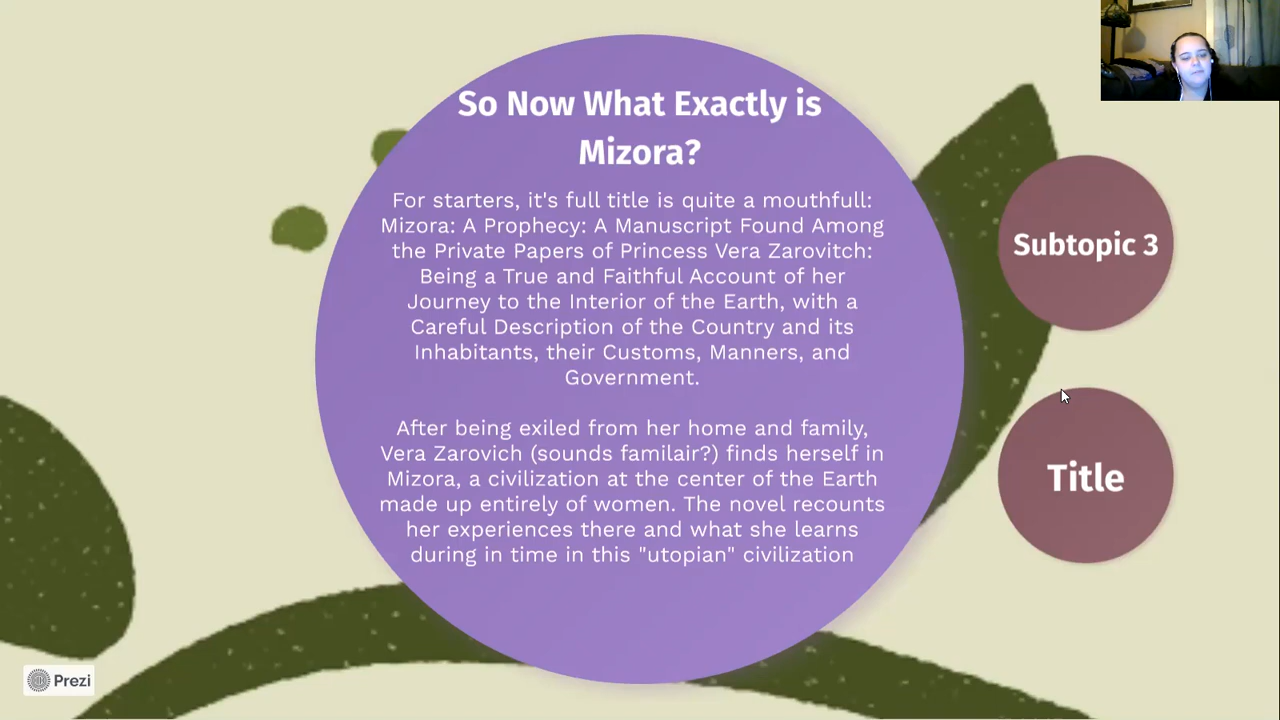 So Now What Exactly is
Mizora?
For starters, it's full title is quite a mouthfull:
Mizora: A Prophecy: A Manuscript Found Among
the Private Papers of Princess Vera Zarovitch:
Being a True and Faithful Account of her
Journey to the Interior of the Earth, with a
Careful Description of the Country and its
Inhabitants, their Customs, Manners, and
Government.
After being exiled from her home and family,
Vera Zarovich (sounds familair?) finds herself in
Mizora, a civilization at the center of the Earth
made up entirely of women. The novel recounts
her experiences there and what she learns
during in time in this "utopian" civilization
Subtopic 3
Title
Prezi